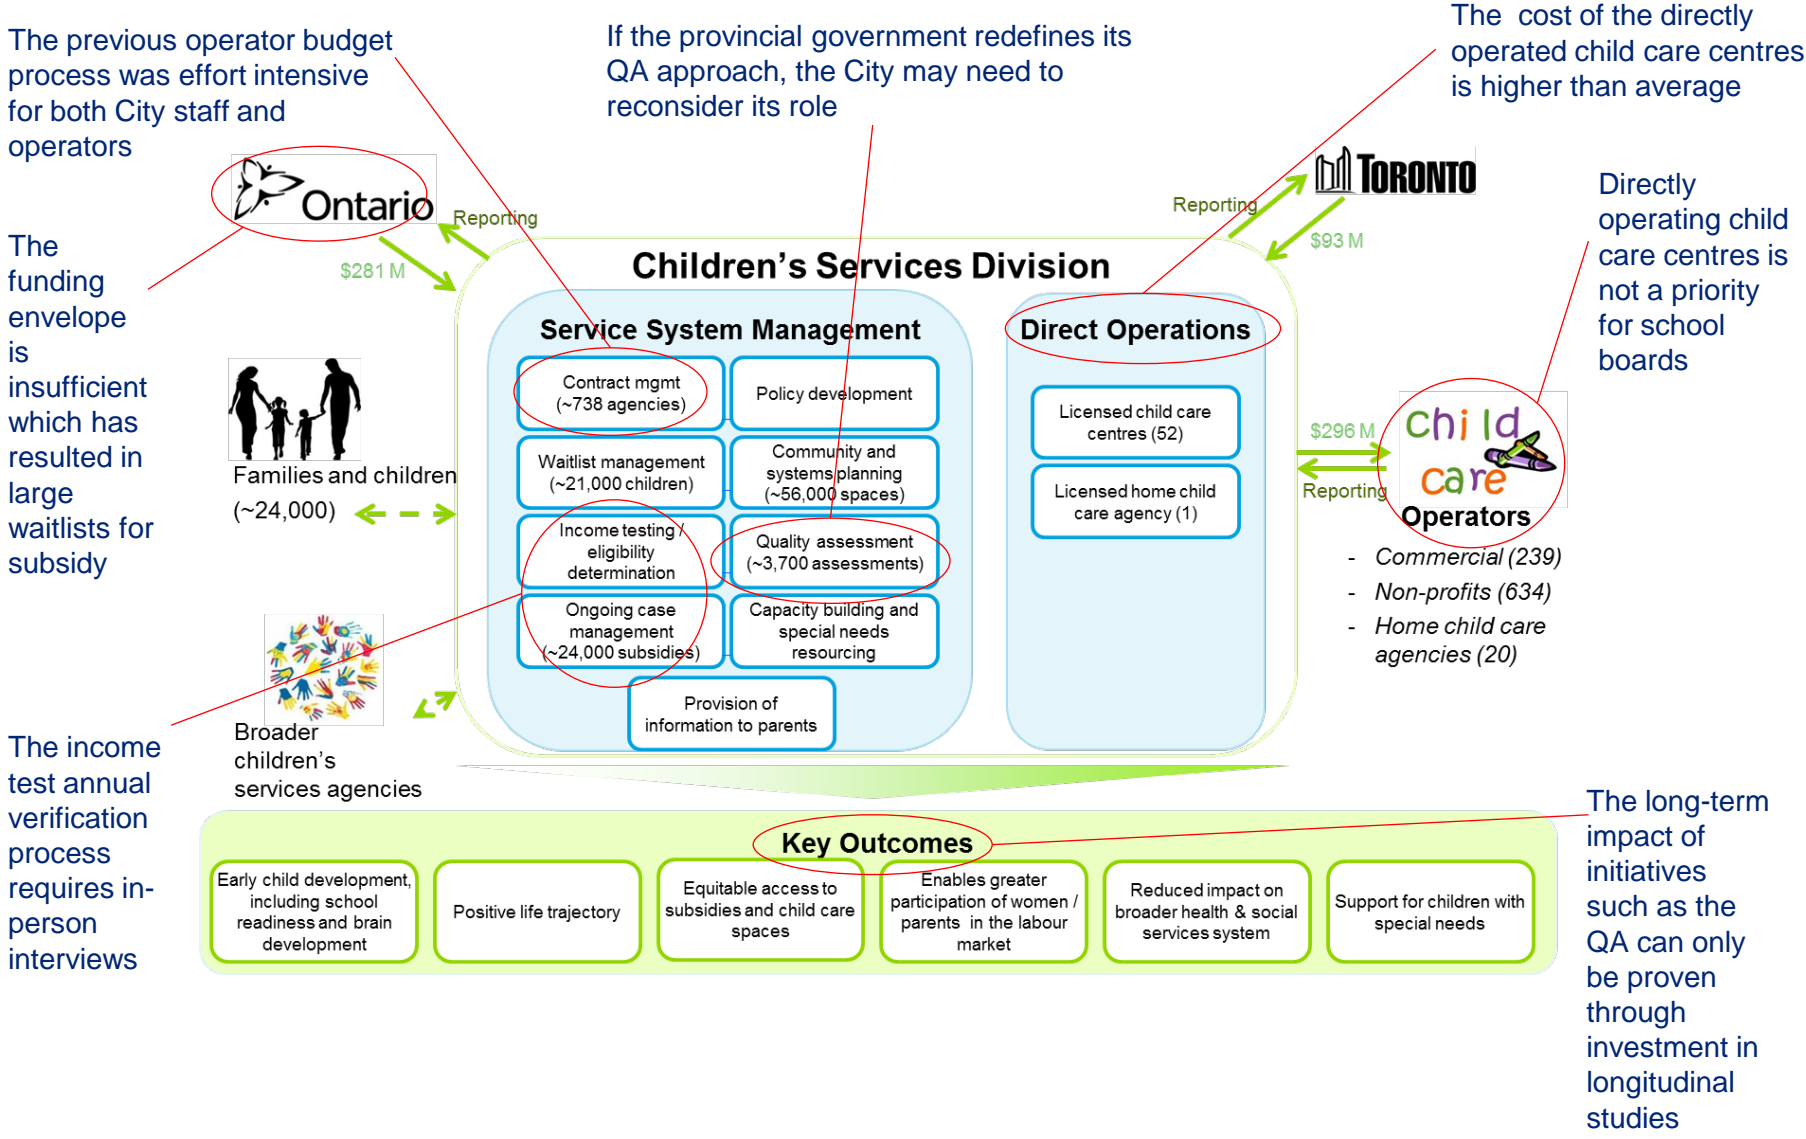 The previous operator budget
process was effort intensive
for both City staff and
operators
If the provincial government redefines its
QA approach, the City may need to
reconsider its role
The  cost of the directly
operated child care centres
is higher than average
Ontario
Reporting
$281 M
Reporting
TORONTO
$93 M
Directly
operating child
care centres is
not a priority
for school
boards
The
funding
envelope
is
insufficient
which has
resulted in
large
waitlists for
subsidy
Children's Services Division
Service System Management
Contract mgmt
(~738 agencies)
Policy development
Waitlist management
(~21,000 children)
Community and
systems planning
(~56,000 spaces)
Income testing /
eligibility
determination
Quality assessment
(~3,700 assessments)
Ongoing case
management
(~24,000 subsidies)
Capacity building and
special needs
resourcing
Provision of
information to parents
Direct Operations
Licensed child care
centres (52)
Licensed home child
care agency (1)
Families and children
(~24,000)
Broader
children's
services agencies
$296 M
Reporting
child
care
Operators
- Commercial (239)
- Non-profits (634)
- Home child care
agencies (20)
The income
test annual
verification
process
requires in-
person
interviews
Key Outcomes
Early child development,
including school
readiness and brain
development
Positive life trajectory
Equitable access to
subsidies and child care
spaces
Enables greater
participation of women /
parents  in the labour
market
Reduced impact on
broader health & social
services system
Support for children with
special needs
The long-term
impact of
initiatives
such as the
QA can only
be proven
through
investment in
longitudinal
studies